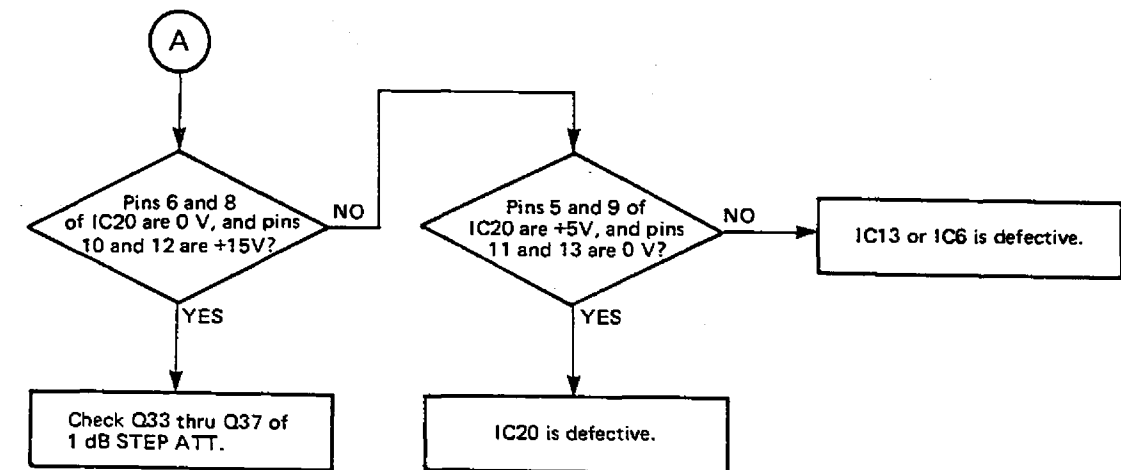 A
Pins 6 and 8
of IC20 are 0 V, and pins
10 and 12 are +15V?
NO
YES
Check Q33 thru Q37 of
1 dB STEP ATT.
Pins 5 and 9 of
IC20 are +5V, and pins
11 and 13 are 0 V?
NO
YES
IC20 is defective.
IC13 or IC6 is defective.